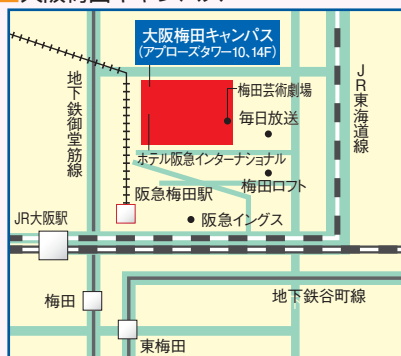 大阪梅田キャンパス
(アプローズタワー10、14F)
地下鉄御堂筋線
JR東海道線
梅田芸術劇場
毎日放送
ホテル阪急インターナショナル
梅田ロフト
阪急梅田駅
阪急イングス
JR大阪駅
地下鉄谷町線
梅田
東梅田